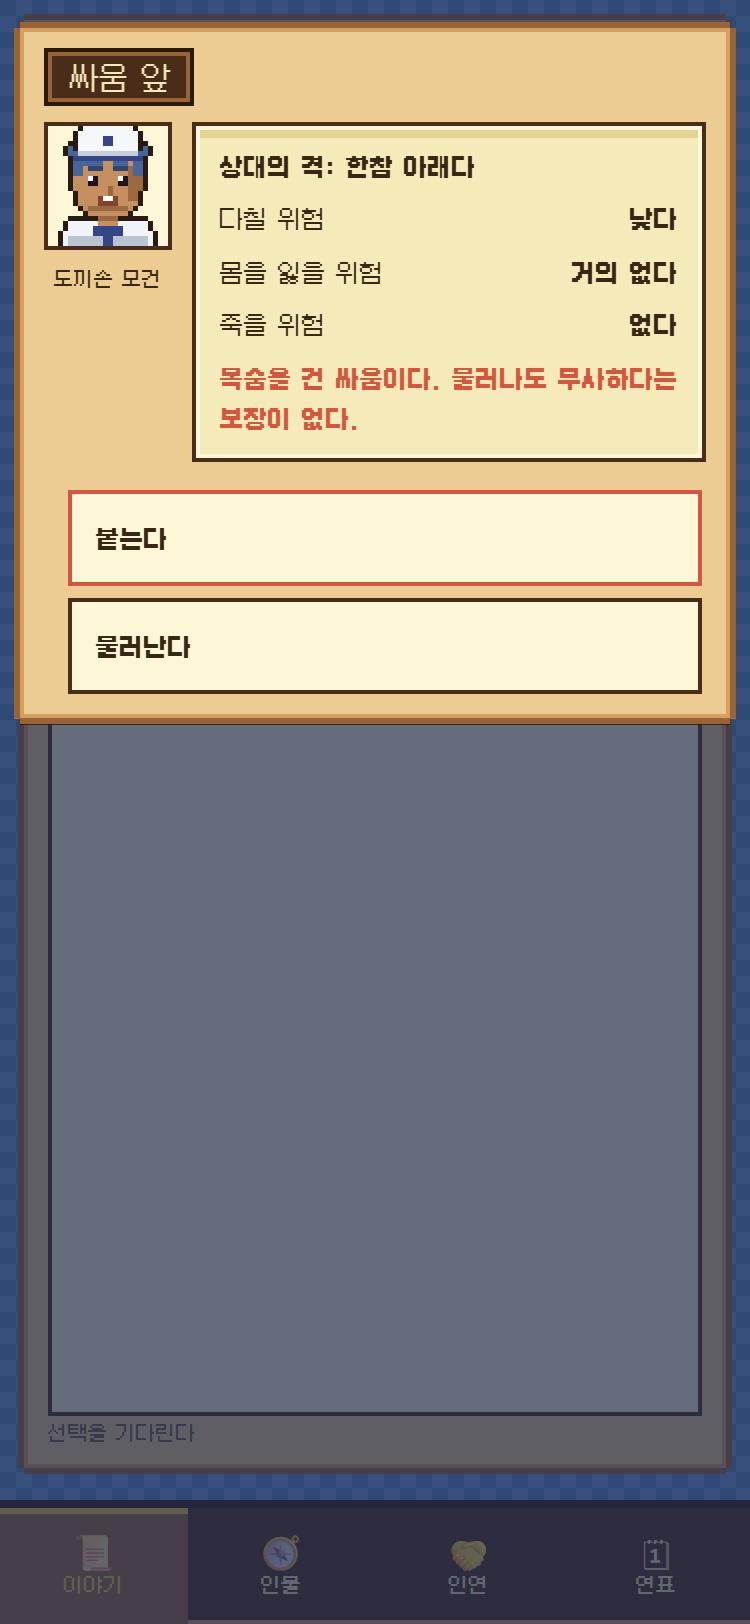 싸움 앞
도끼손 모건
상대의 격: 한참 아래다
다칠 위험 낮다
몸을 잃을 위험 거의 없다
죽을 위험 없다
목숨을 건 싸움이다. 물러나도 무사하다는
보장이 없다.
붙는다
물러난다
선택을 기다린다
이야기 인물 인연 1 연표